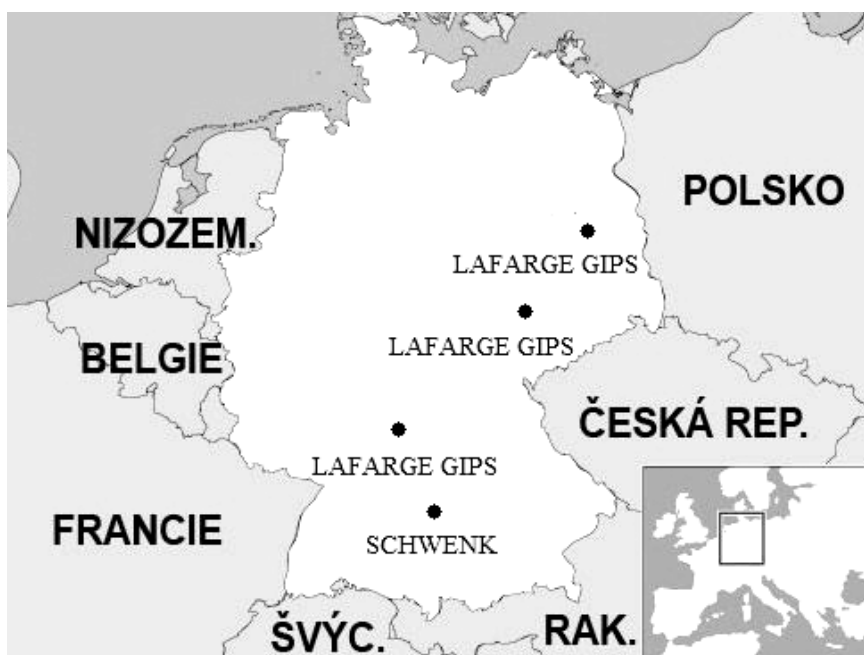 POLSKO
NIZOZEM.
LAFARGE GIPS
LAFARGE GIPS
BELGIE
ČESKÁ REP.
LAFARGE GIPS
FRANCIE
SCHWENK
ŠVÝC.
RAK.